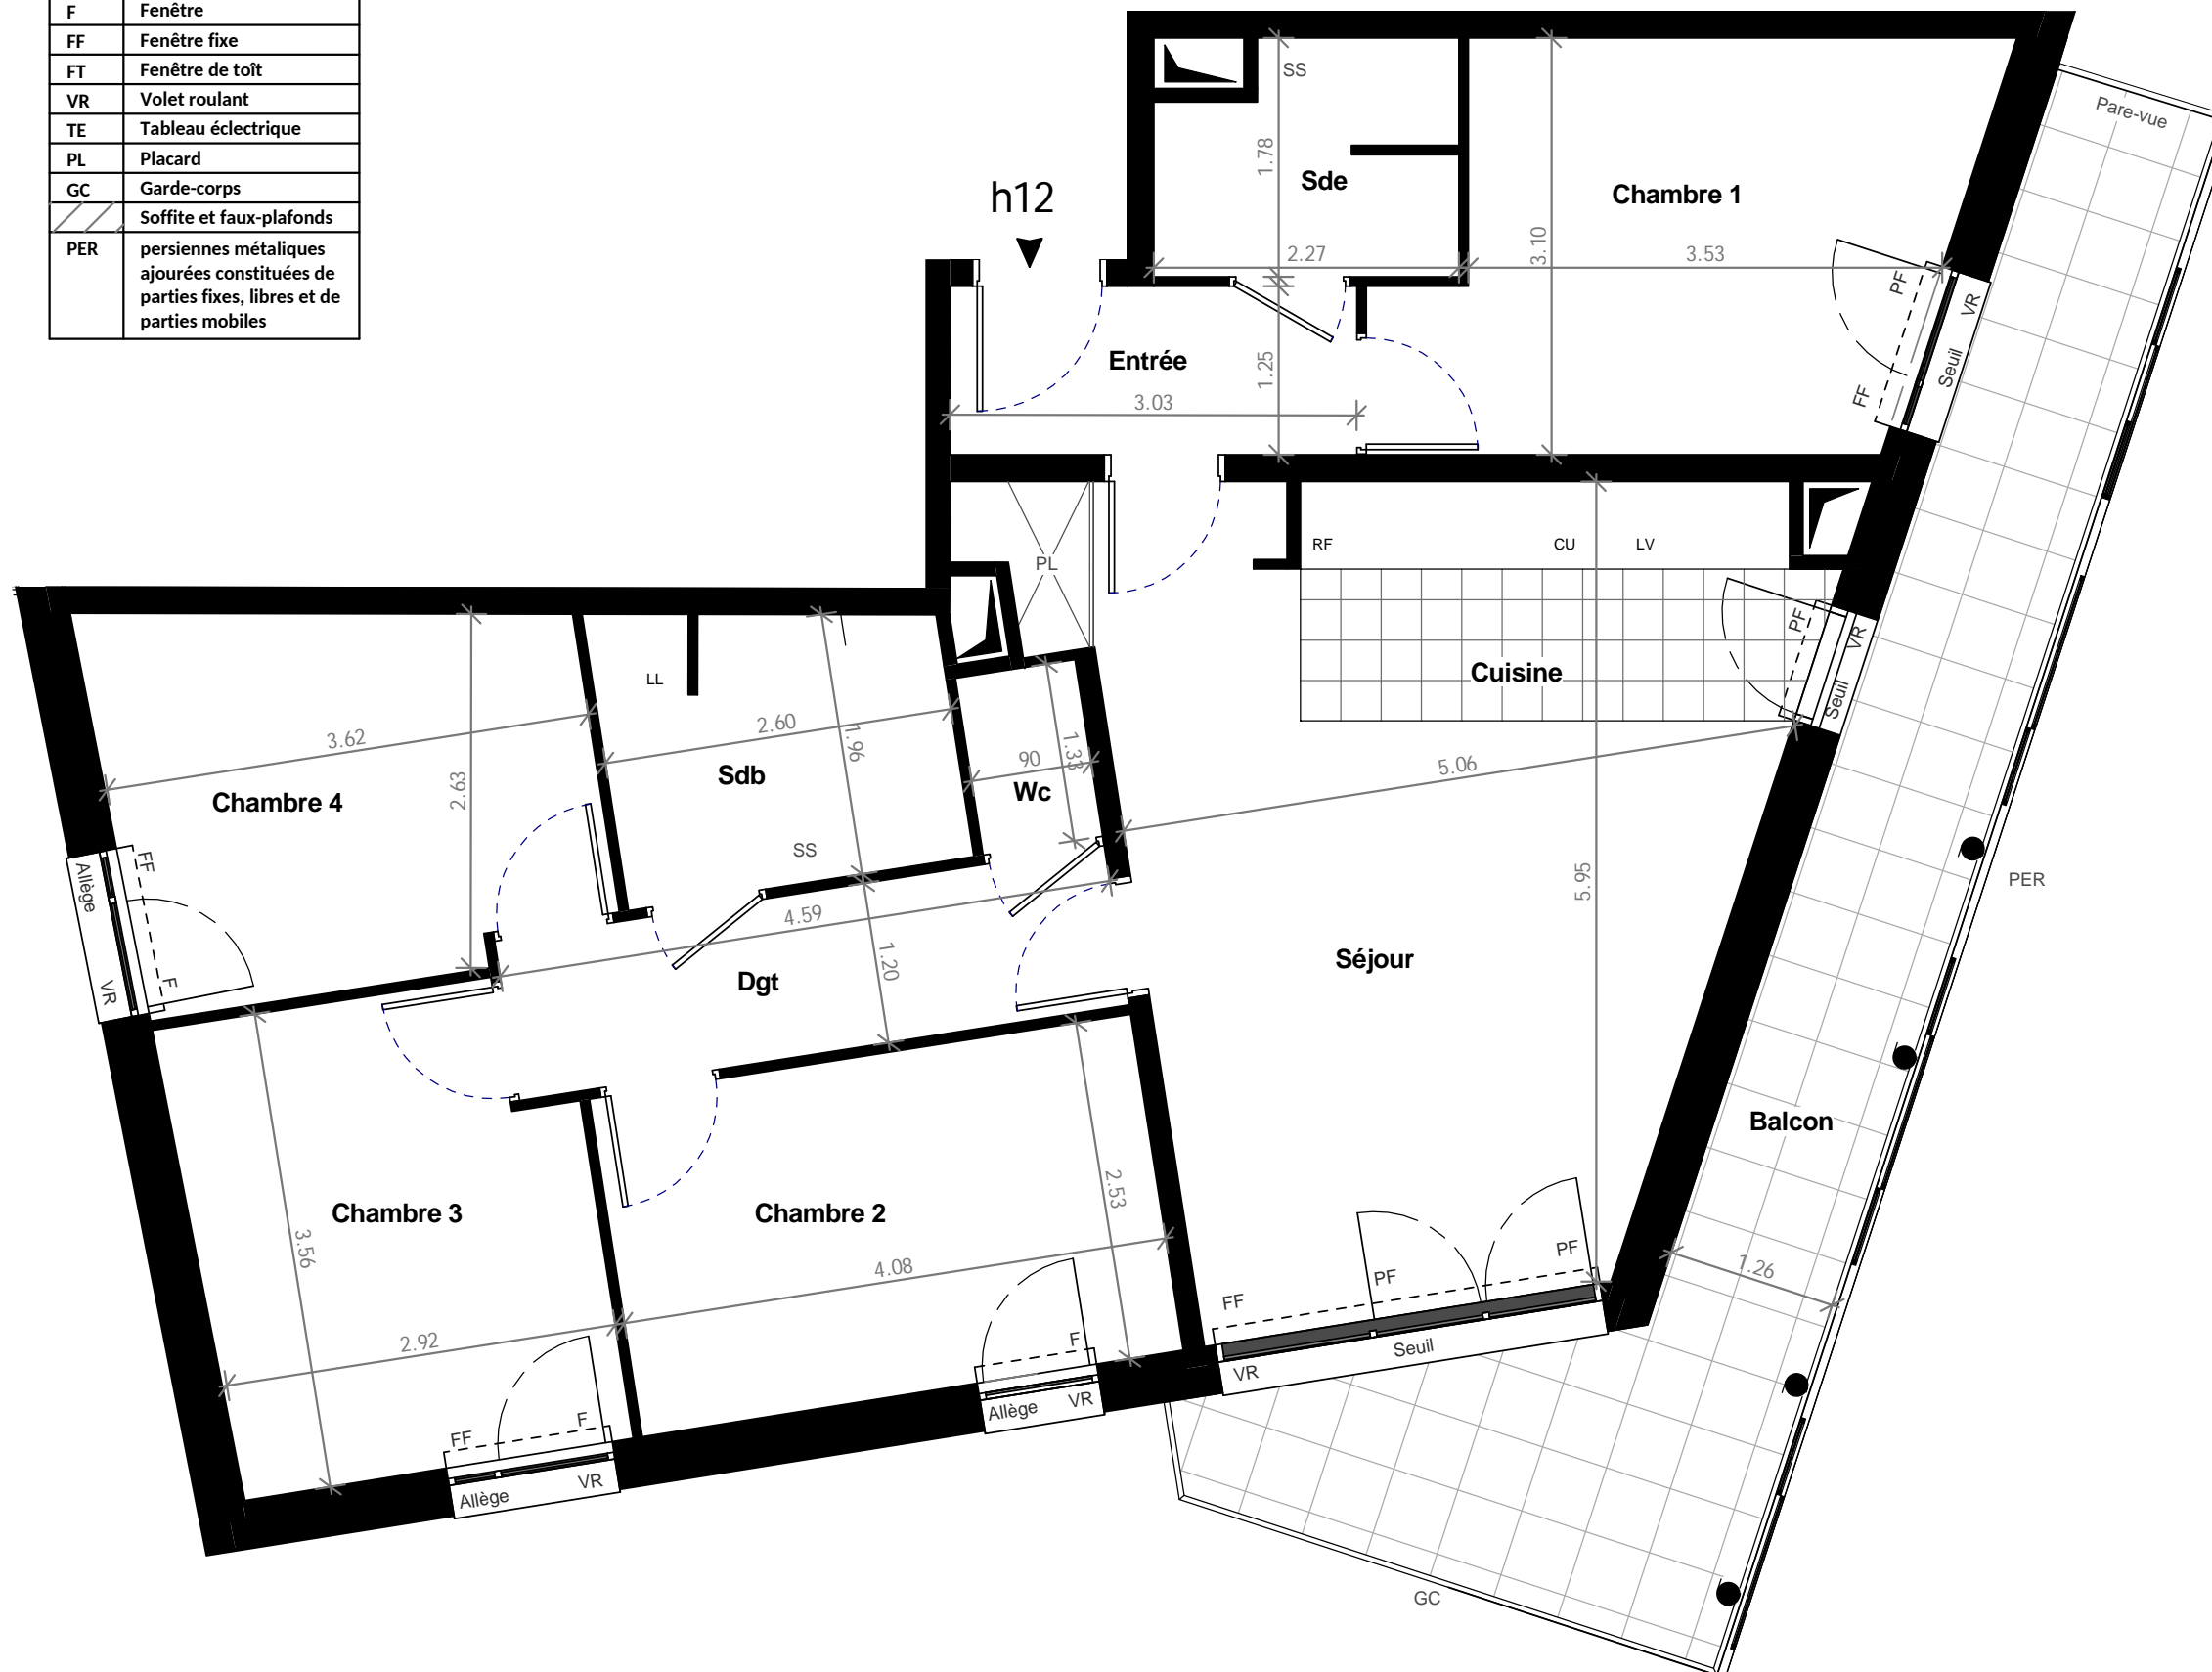 F Fenêtre
FF Fenêtre fixe
FT Fenêtre de toît
VR Volet roulant
TE Tableau éclectrique
PL Placard
GC Garde-corps
Soffite et faux-plafonds
PER persiennes métaliques
ajourées constituées de
parties fixes, libres et de
parties mobiles
h12
SS
1.78
Sde
2.27
Chambre 1
3.10
3.53
Pare-vue
PF
VR
FF
Seuil
Entrée
1.25
3.03
PL
RF
CU
LV
Cuisine
PF
VR
Seuil
LL
3.62
2.63
Chambre 4
2.60
1.96
Sdb
SS
90
1.33
Wc
5.06
5.95
PER
FF
Allège
F
VR
4.59
1.20
Dgt
Séjour
Balcon
1.26
Chambre 3
3.56
2.92
Chambre 2
2.53
4.08
PF
PF
FF
Seuil
VR
F
Allège
VR
FF
F
Allège
VR
GC